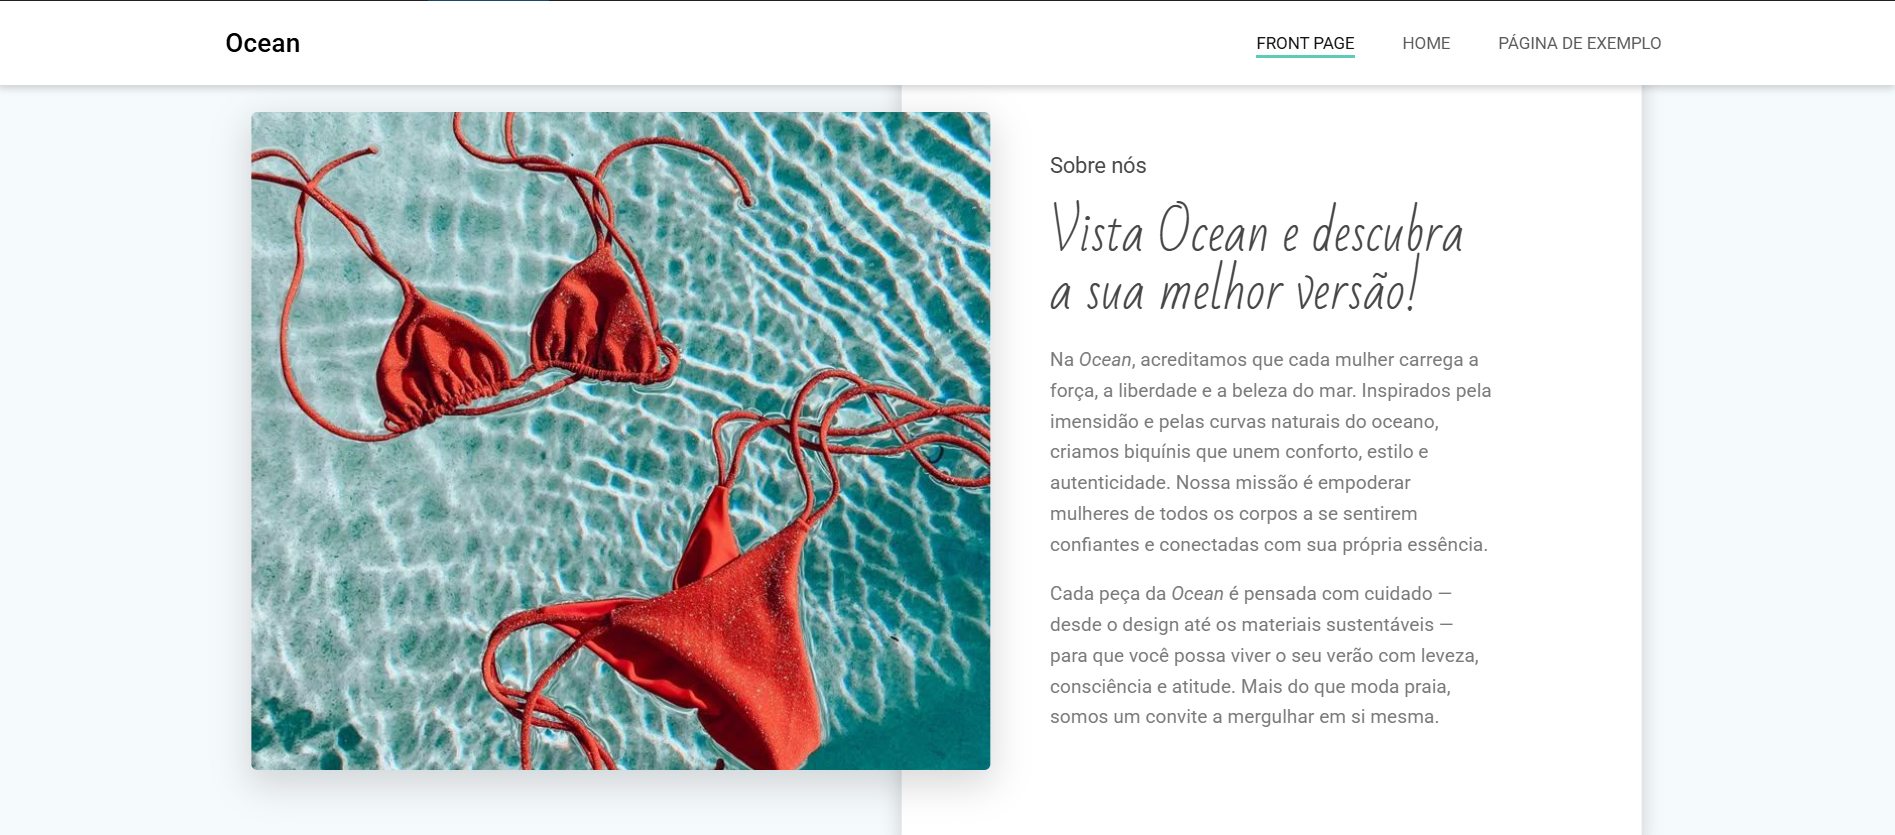 Ocean
FRONT PAGE
HOME
PÁGINA DE EXEMPLO
Sobre nós
Vista Ocean e descubra
a sua melhor versão!
Na Ocean, acreditamos que cada mulher carrega a
força, a liberdade e a beleza do mar. Inspirados pela
imensidão e pelas curvas naturais do oceano,
criamos biquínis que unem conforto, estilo e
autenticidade. Nossa missão é empoderar
mulheres de todos os corpos a se sentirem
confiantes e conectadas com sua própria essência.
Cada peça da Ocean é pensada com cuidado —
desde o design até os materiais sustentáveis —
para que você possa viver o seu verão com leveza,
consciência e atitude. Mais do que moda praia,
somos um convite a mergulhar em si mesma.